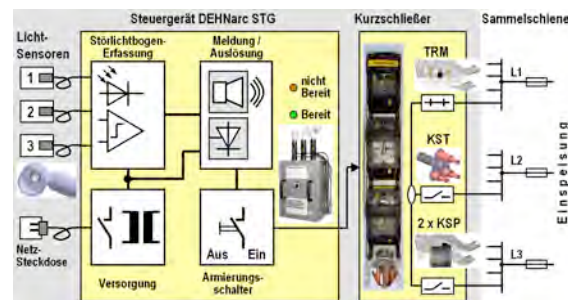 Steuergerät DEHNarc STG
Kurzschließer
Sammelschiene
Licht-
Sensoren
1
2
3
Netz-
Steckdose
Störlichtbogen-
Erfassung
Meldung /
Auslösung
nicht
Bereit
Bereit
Versorgung
Aus Ein
Armierungs-
schalter
TRM
KST
2 x KSP
L1
L2
L3
Einspeisung